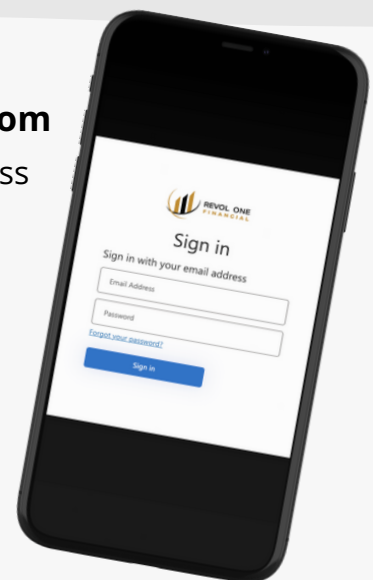 om
ss
REVOL ONE
FINANCIAL
Sign in
Sign in with your email address
Email Address
Password
Forgot your password?
Sign in